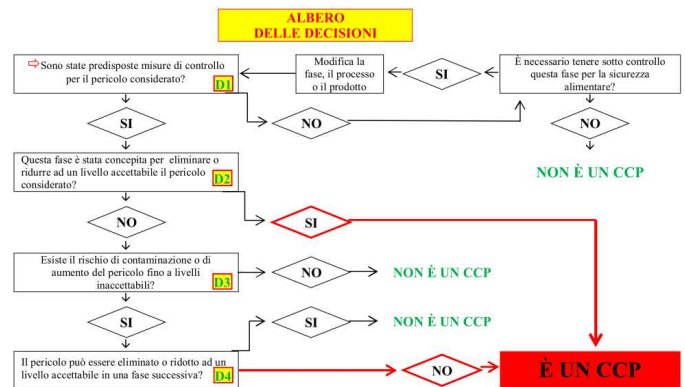 ALBERO
DELLE DECISIONI
⇨Sono state predisposte misure di controllo
per il pericolo considerato?
D1
Modifica la
fase, il processo
o il prodotto
SI
È necessario tenere sotto controllo
questa fase per la sicurezza
alimentare?
SI
NO
NO
NON È UN CCP
Questa fase è stata concepita per eliminare o
ridurre ad un livello accettabile il pericolo
considerato?
D2
NO
SI
Esiste il rischio di contaminazione o di
aumento del pericolo fino a livelli
inaccettabili?
D3
NO
NON È UN CCP
SI
SI
NON È UN CCP
Il pericolo può essere eliminato o ridotto ad un
livello accettabile in una fase successiva?
D4
NO
È UN CCP